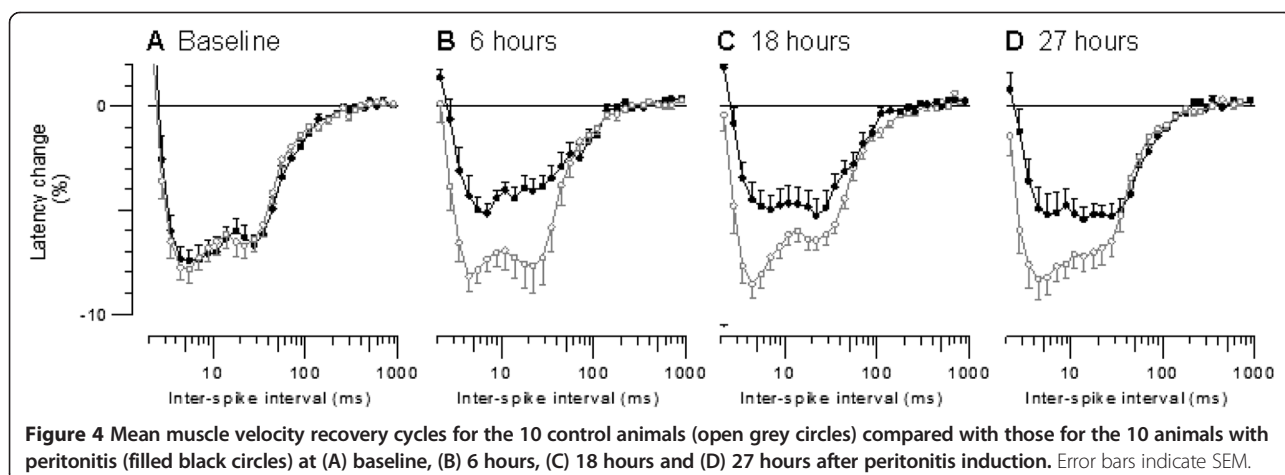 A Baseline
B 6 hours
C 18 hours
D 27 hours
Latency change
(%)
0
-10
10 100 1000
10 100 1000
10 100 1000
10 100 1000
Inter-spike interval (ms)
Inter-spike interval (ms)
Inter-spike interval (ms)
Inter-spike interval (ms)
Figure 4 Mean muscle velocity recovery cycles for the 10 control animals (open grey circles) compared with those for the 10 animals with
peritonitis (filled black circles) at (A) baseline, (B) 6 hours, (C) 18 hours and (D) 27 hours after peritonitis induction. Error bars indicate SEM.